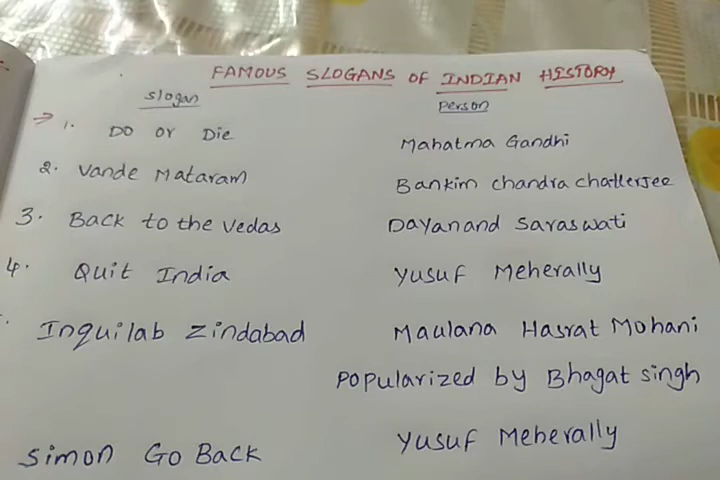 FAMOUS SLOGANS OF INDIAN HISTORY
Slogan Person
1. DO or Die Mahatma Gandhi
2. Vande Mataram Bankim Chandra Chatterjee
3. Back to the Vedas Dayanand Saraswati
4. Quit India Yusuf Meherally
Inquilab Zindabad Maulana Hasrat Mohani
Popularized by Bhagat Singh
Simon Go Back Yusuf Meherally